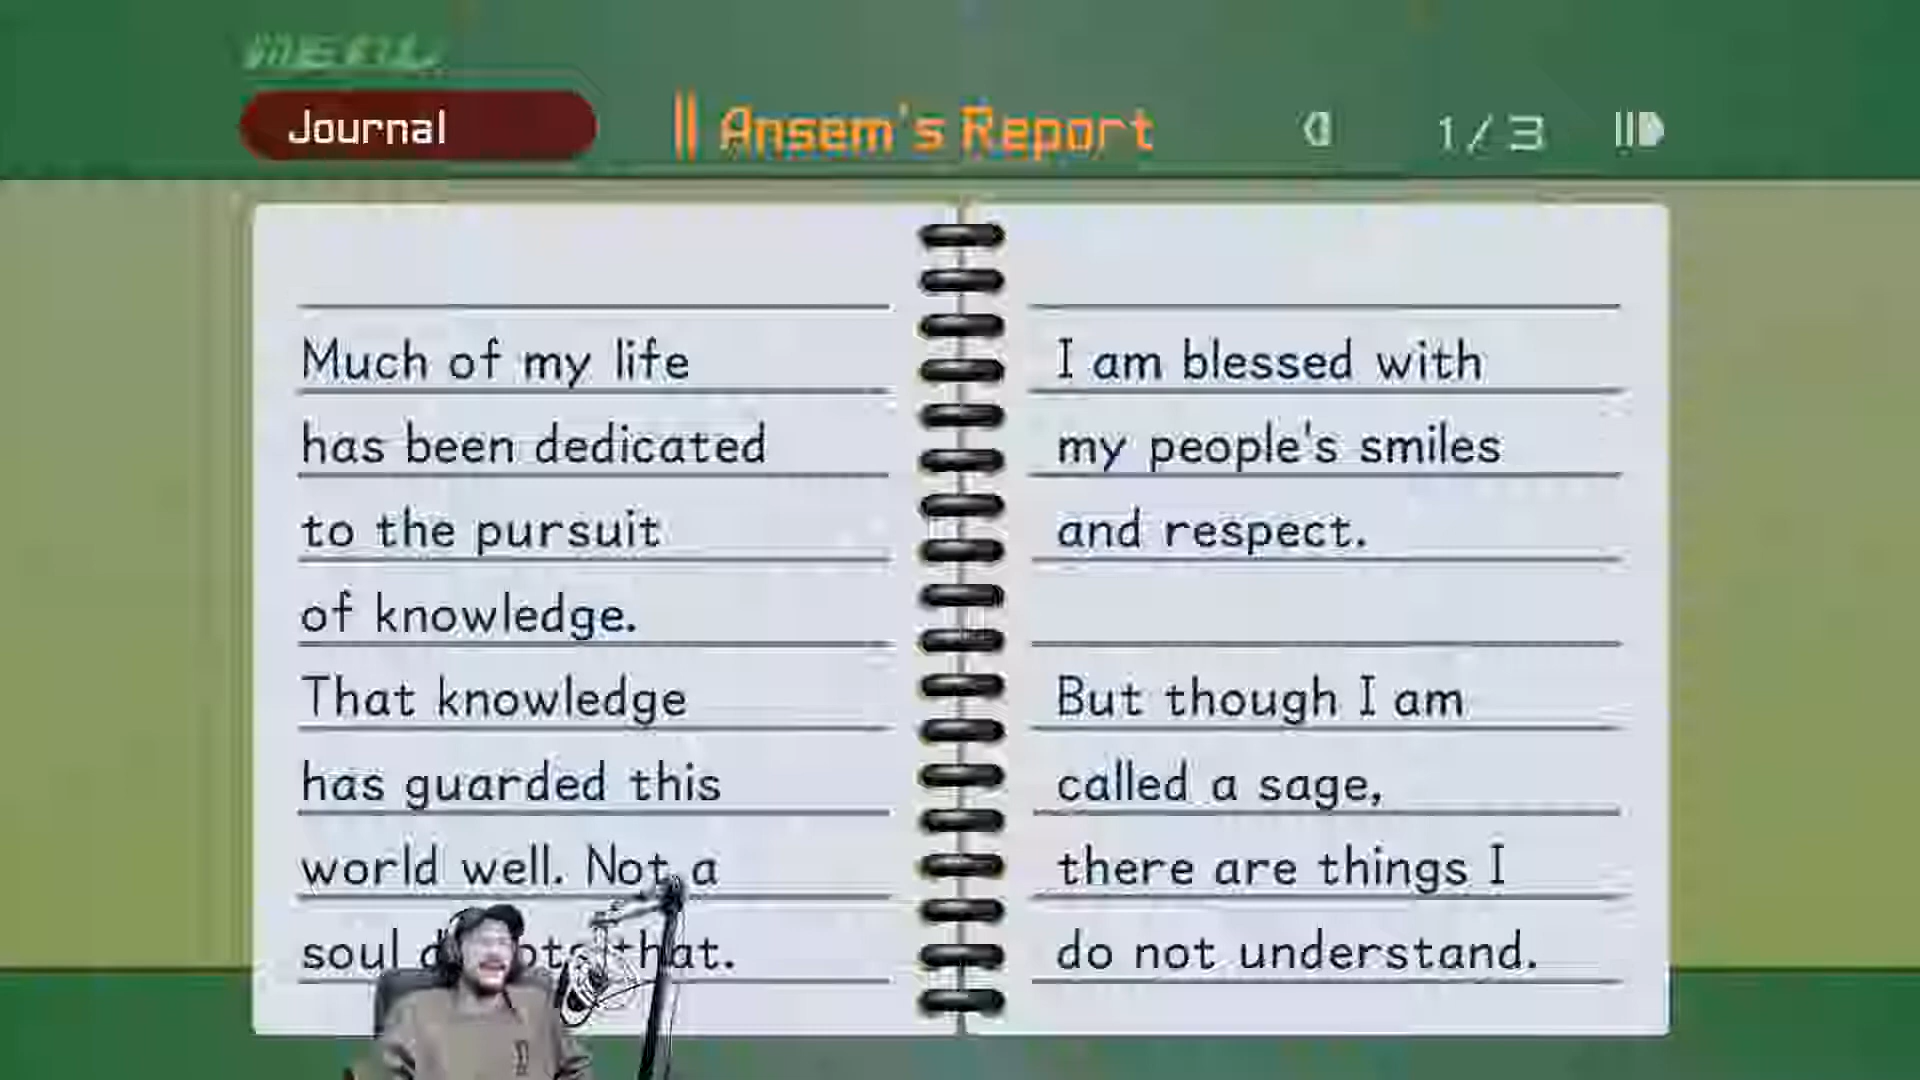 MENU
Journal
Ansem's Report
1/3
Much of my life
has been dedicated
to the pursuit
of knowledge.
That knowledge
has guarded this
world well. Not a
soul that.
I am blessed with
my people's smiles
and respect.
But though I am
called a sage,
there are things I
do not understand.